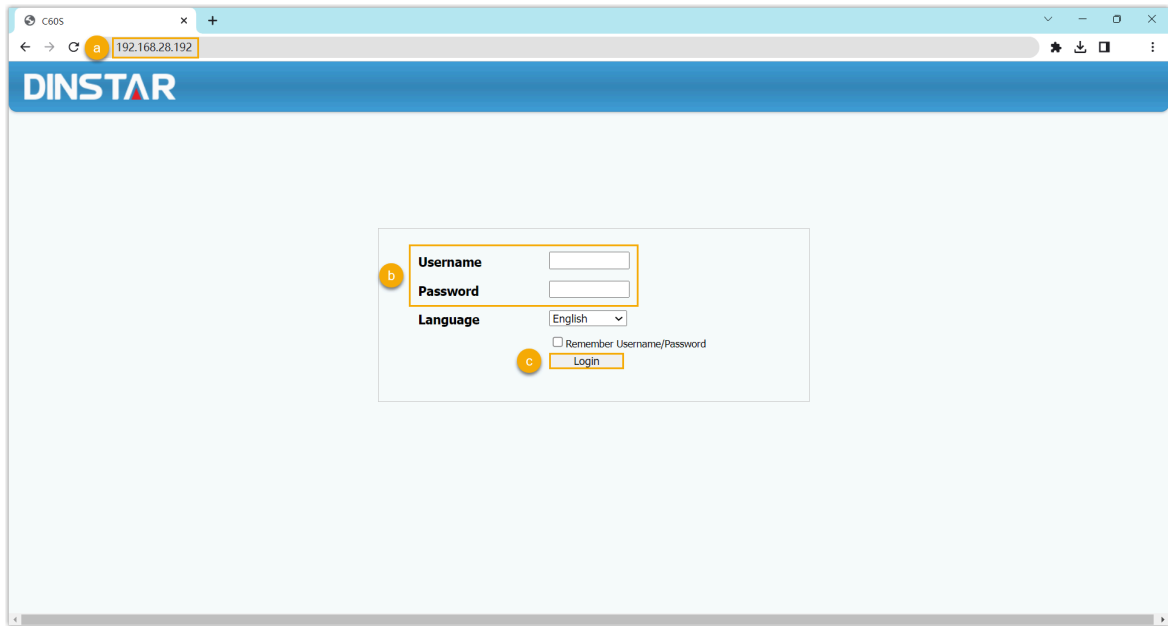 C60S
a 192.168.28.192
DINSTAR
b
Username
Password
Language English
Remember Username/Password
c Login